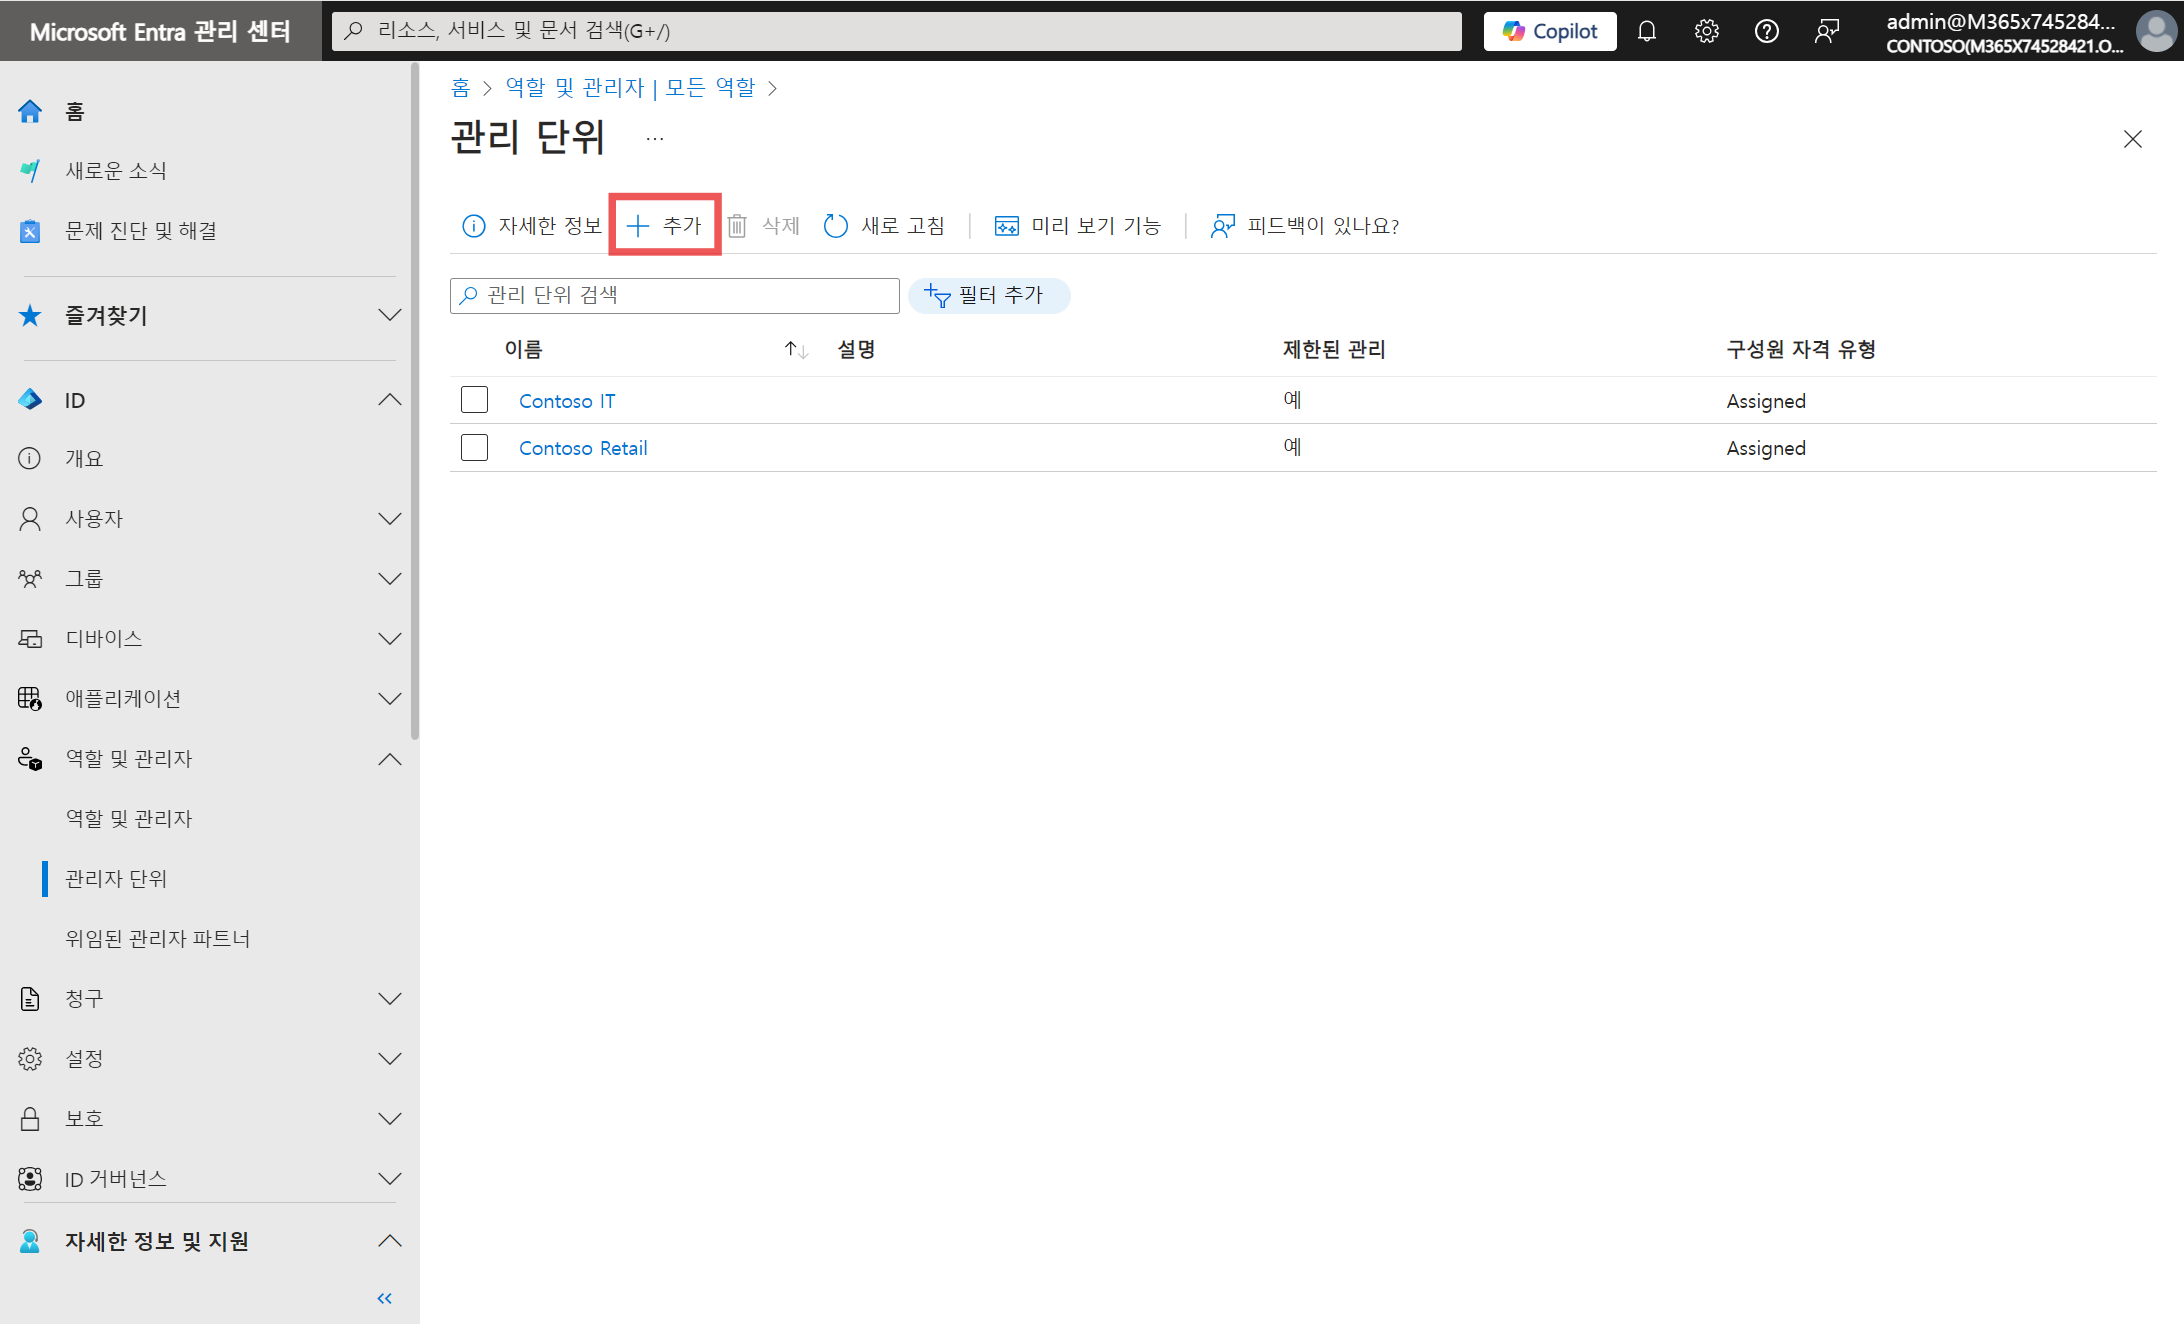 Microsoft Entra 관리 센터
리소스, 서비스 및 문서 검색(G+/)
Copilot
admin@M365x745284...
CONTOSO(M365X74528421.O...
홈
새로운 소식
문제 진단 및 해결
즐겨찾기
ID
개요
사용자
그룹
디바이스
애플리케이션
역할 및 관리자
역할 및 관리자
관리자 단위
위임된 관리자 파트너
청구
설정
보호
ID 거버넌스
자세한 정보 및 지원
홈 > 역할 및 관리자 | 모든 역할 >
관리 단위 ...
자세한 정보 추가 삭제 새로 고침 | 미리 보기 기능 | 피드백이 있나요?
관리 단위 검색 필터 추가
이름 설명 제한된 관리 구성원 자격 유형
Contoso IT 예 Assigned
Contoso Retail 예 Assigned